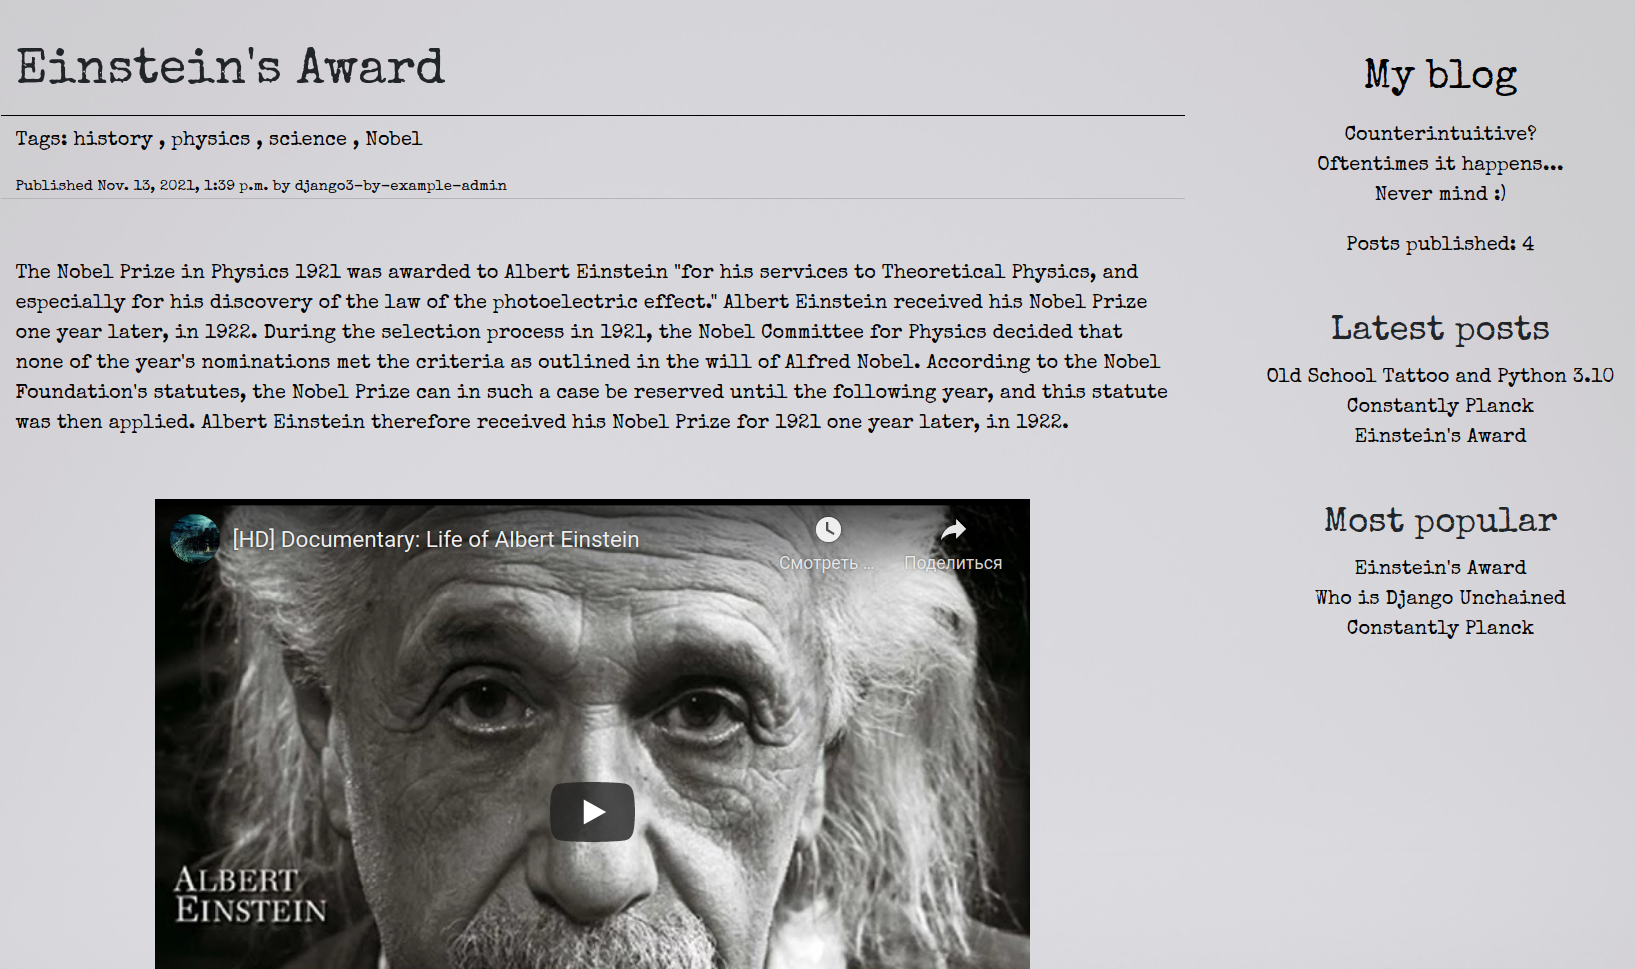 Einstein's Award
Tags: history , physics , science , Nobel
Published Nov. 13, 2021, 1:39 p.m. by django3-by-example-admin
The Nobel Prize in Physics 1921 was awarded to Albert Einstein "for his services to Theoretical Physics, and
especially for his discovery of the law of the photoelectric effect." Albert Einstein received his Nobel Prize
one year later, in 1922. During the selection process in 1921, the Nobel Committee for Physics decided that
none of the year's nominations met the criteria as outlined in the will of Alfred Nobel. According to the Nobel
Foundation's statutes, the Nobel Prize can in such a case be reserved until the following year, and this statute
was then applied. Albert Einstein therefore received his Nobel Prize for 1921 one year later, in 1922.
[HD] Documentary: Life of Albert Einstein
Смотреть ...
Поделиться
ALBERT
EINSTEIN
My blog
Counterintuitive?
Oftentimes it happens...
Never mind :)
Posts published: 4
Latest posts
Old School Tattoo and Python 3.10
Constantly Planck
Einstein's Award
Most popular
Einstein's Award
Who is Django Unchained
Constantly Planck